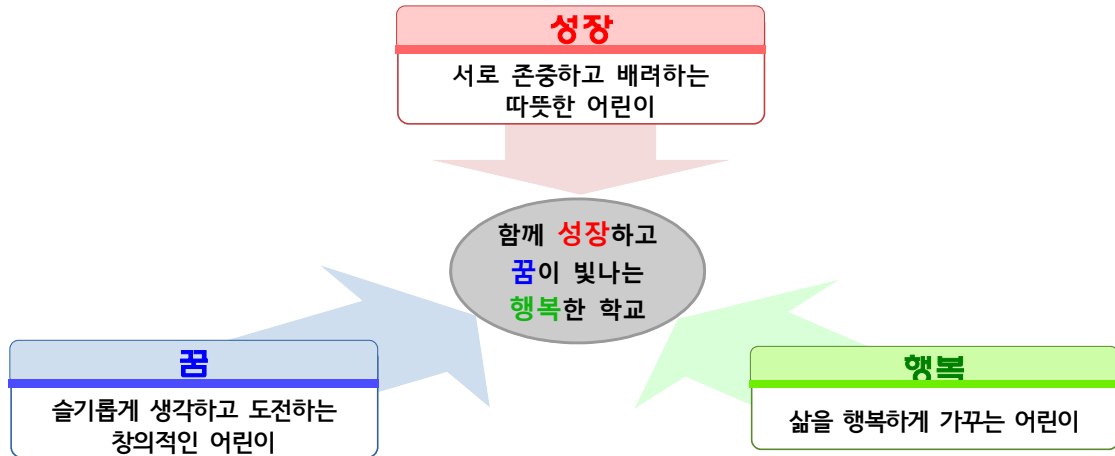 성장
서로 존중하고 배려하는
따뜻한 어린이
함께 성장하고
꿈이 빛나는
행복한 학교
꿈
슬기롭게 생각하고 도전하는
창의적인 어린이
행복
삶을 행복하게 가꾸는 어린이